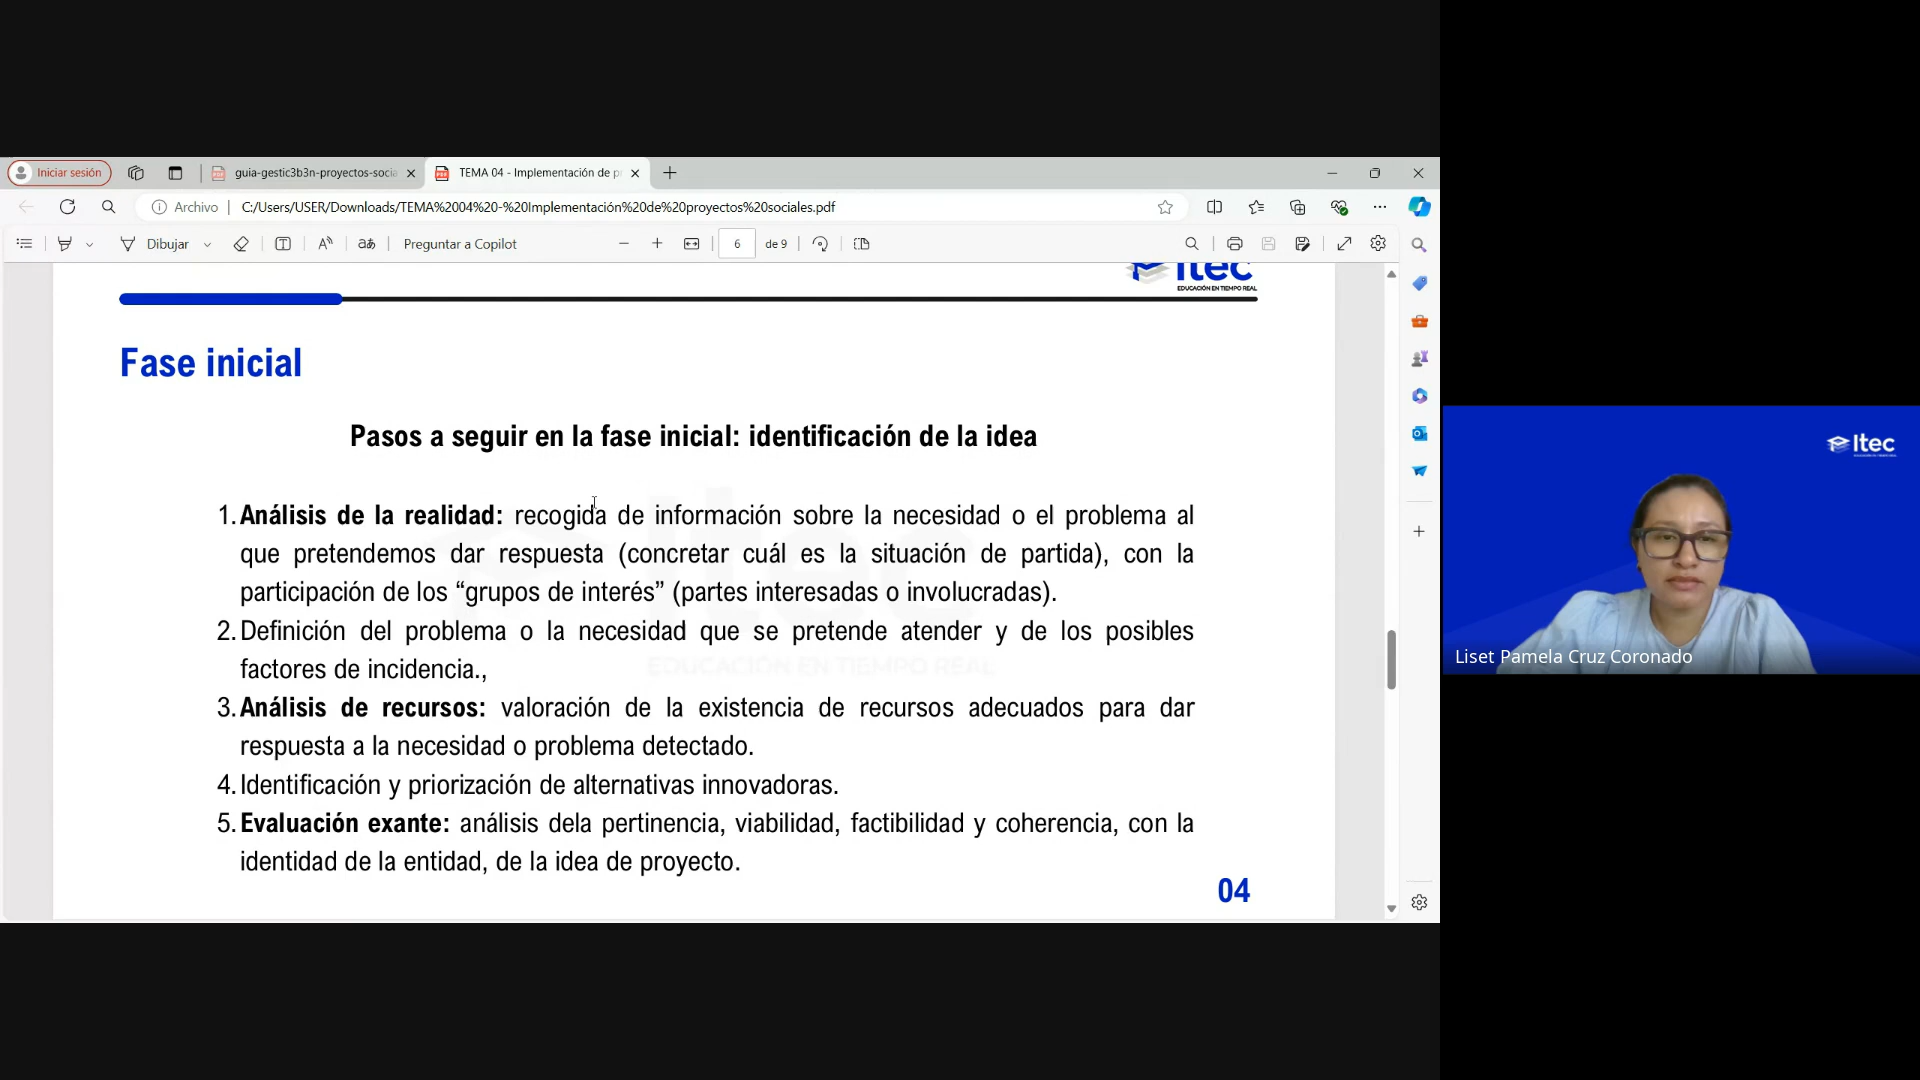 Iniciar sesión
guia-gestic3b3n-proyectos-socia
TEMA 04 - Implementación de p
Archivo
C:/Users/USER/Downloads/TEMA%2004%20-%20Implementación%20de%20proyectos%20sociales.pdf
Dibujar
aあ
Preguntar a Copilot
6 de 9
Itec
EDUCACIÓN EN TIEMPO REAL
Fase inicial
Pasos a seguir en la fase inicial: identificación de la idea
1. Análisis de la realidad: recogida de información sobre la necesidad o el problema al
que pretendemos dar respuesta (concretar cuál es la situación de partida), con la
participación de los “grupos de interés” (partes interesadas o involucradas).
2. Definición del problema o la necesidad que se pretende atender y de los posibles
factores de incidencia.,
3. Análisis de recursos: valoración de la existencia de recursos adecuados para dar
respuesta a la necesidad o problema detectado.
4. Identificación y priorización de alternativas innovadoras.
5. Evaluación exante: análisis dela pertinencia, viabilidad, factibilidad y coherencia, con la
identidad de la entidad, de la idea de proyecto.
Itec
EDUCACIÓN EN TIEMPO REAL
04
Itec
Liset Pamela Cruz Coronado